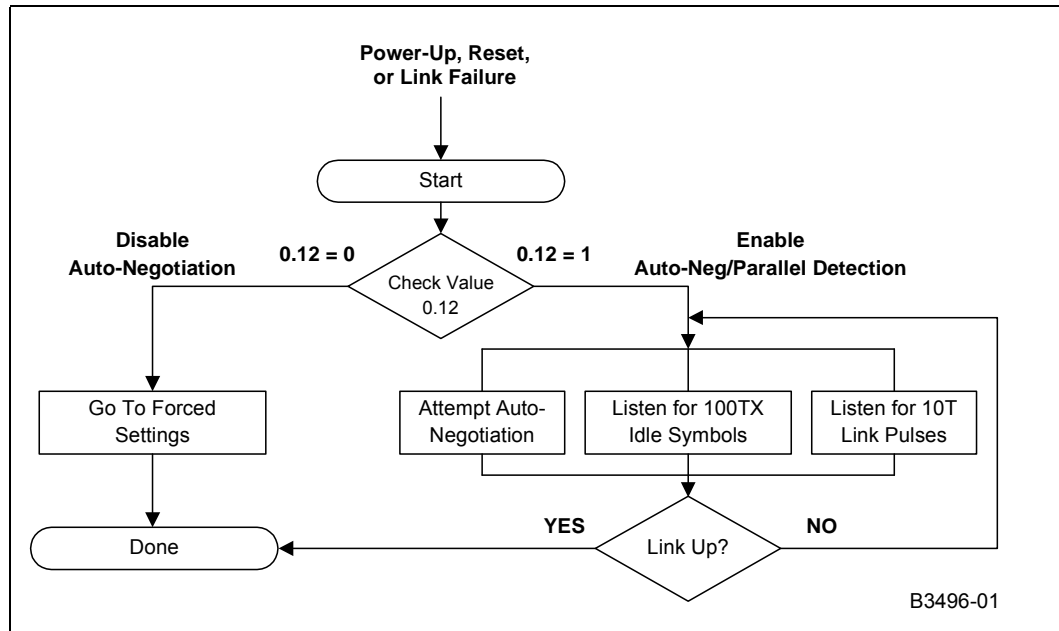 Power-Up, Reset,
or Link Failure
Start
Disable
Auto-Negotiation
0.12 = 0
0.12 = 1
Enable
Auto-Neg/Parallel Detection
Check Value
0.12
Go To Forced
Settings
Attempt Auto-
Negotiation
Listen for 100TX
Idle Symbols
Listen for 10T
Link Pulses
Done
YES
Link Up?
NO
B3496-01